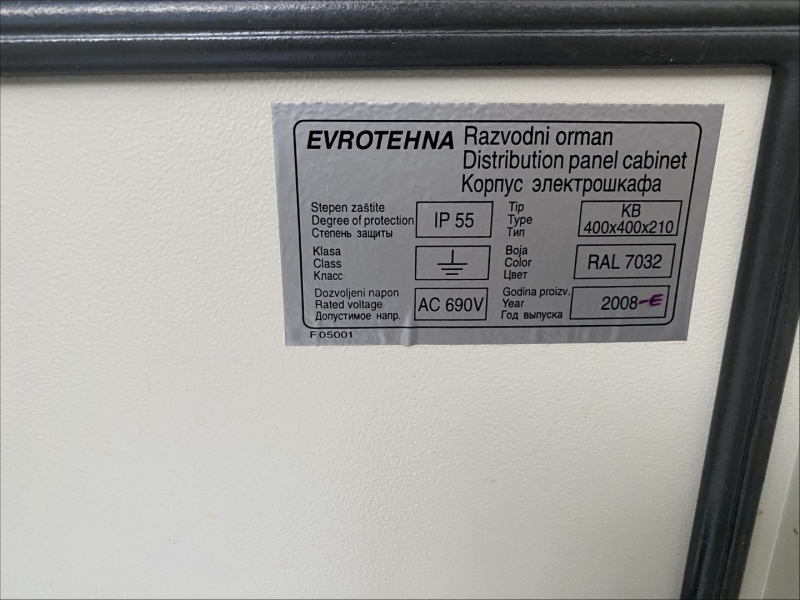 EVROTEHNA
Razvodni orman
Distribution panel cabinet
Корпус электрошкафа
Stepen zaštite
Degree of protection
Степень защиты
IP 55
Tip
Type
Тип
KB
400x400x210
Klasa
Class
Класс
Boja
Color
Цвет
RAL 7032
Dozvoljeni napon
Rated voltage
Допустимое напр.
AC 690V
Godina proizv.
Year
Год выпуска
2008-E
F 05001